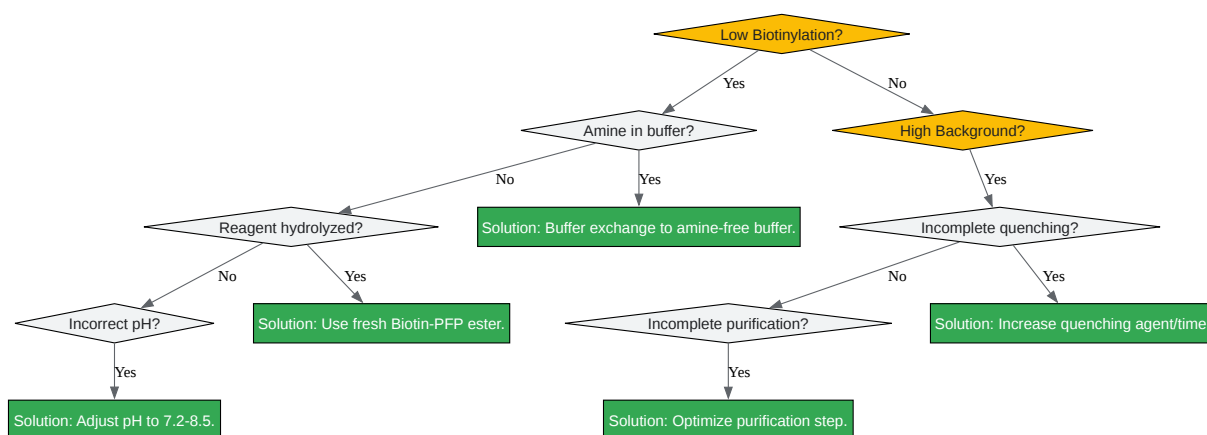 Low Biotinylation?
Yes
No
Amine in buffer?
High Background?
No
Yes
Yes
Reagent hydrolyzed?
Solution: Buffer exchange to amine-free buffer.
Incomplete quenching?
No
Yes
No
Yes
Incorrect pH?
Solution: Use fresh Biotin-PFP ester.
Incomplete purification?
Solution: Increase quenching agent/time
Yes
Yes
Solution: Adjust pH to 7.2-8.5.
Solution: Optimize purification step.